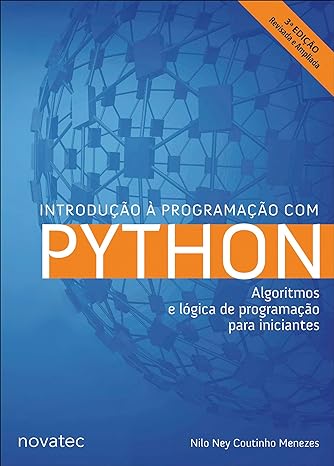 3ª EDIÇÃO
Revisada e Ampliada
INTRODUÇÃO À PROGRAMAÇÃO COM
PYTHON
Algoritmos
e lógica de programação
para iniciantes
novatec
Nilo Ney Coutinho Menezes